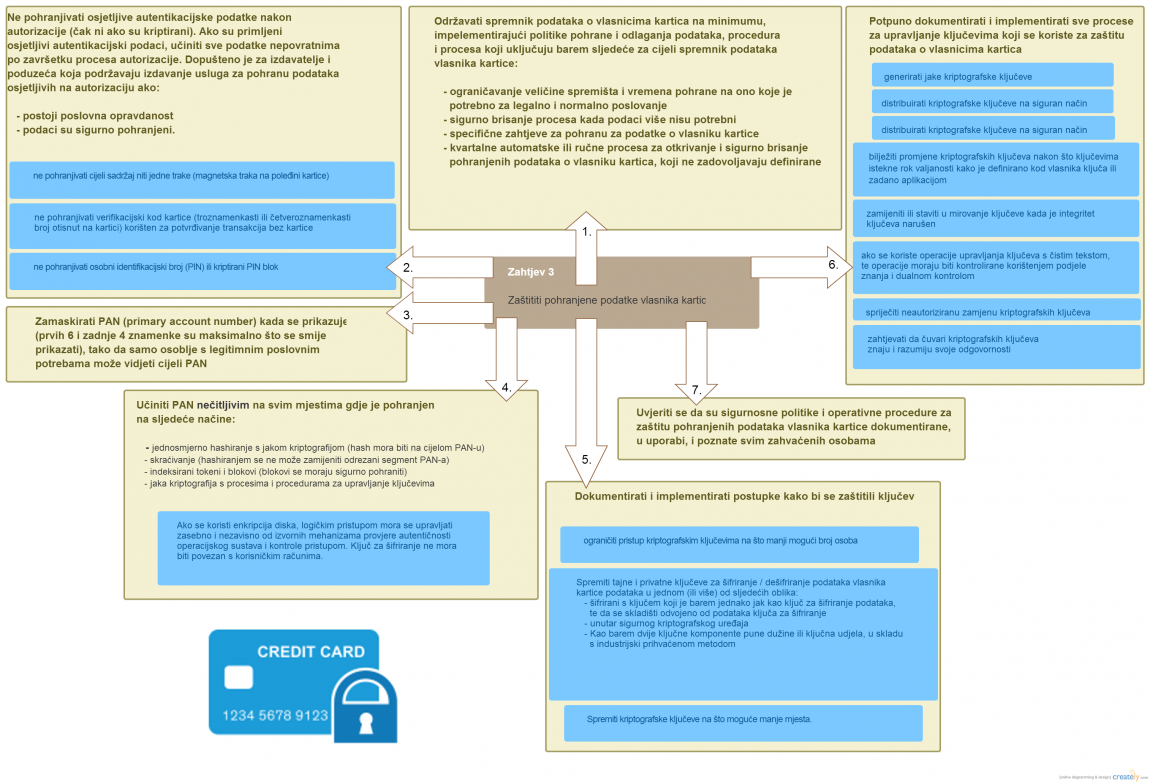 Ne pohranjivati osjetljive autentikacijske podatke nakon
autorizacije (čak ni ako su kriptirani). Ako su primljeni
osjetljivi autentikacijski podaci, učiniti sve podatke nepovratnima
po završetku procesa autorizacije. Dopušteno je za izdavatelje i
poduzeća koja podržavaju izdavanje usluga za pohranu podataka
osjetljivih na autorizaciju ako:
- postoji poslovna opravdanost
- podaci su sigurno pohranjeni.
ne pohranjivati cijeli sadržaj niti jedne trake (magnetska traka na poleđini kartice)
ne pohranjivati verifikacijski kod kartice (troznamenkasti ili četveroznamenkasti
broj otisnut na kartici) korišten za potvrđivanje transakcija bez kartice
ne pohranjivati osobni identifikacijski broj (PIN) ili kriptirani PIN blok
Održavati spremnik podataka o vlasnicima kartica na minimumu,
impelementirajući politike pohrane i odlaganja podataka, procedura
i procesa koji uključuju barem sljedeće za cijeli spremnik podataka
vlasnika kartice:
- ograničavanje veličine spremišta i vremena pohrane na ono koje je
potrebno za legalno i normalno poslovanje
- sigurno brisanje procesa kada podaci više nisu potrebni
- specifične zahtjeve za pohranu za podatke o vlasniku kartice
- kvartalne automatske ili ručne procesa za otkrivanje i sigurno brisanje
pohranjenih podataka o vlasniku kartica, koji ne zadovoljavaju definirane
Potpuno dokumentirati i implementirati sve procese
za upravljanje ključevima koji se koriste za zaštitu
podataka o vlasnicima kartica
generirati jake kriptografske ključeve
distribuirati kriptografske ključeve na siguran način
distribuirati kriptografske ključeve na siguran način
bilježiti promjene kriptografskih ključeva nakon što ključevima
istekne rok valjanosti kako je definirano kod vlasnika ključa ili
zadano aplikacijom
zamijeniti ili staviti u mirovanje ključeve kada je integritet
ključeva narušen
ako se koriste operacije upravljanja ključeva s čistim tekstom,
te operacije moraju biti kontrolirane korištenjem podjele
znanja i dualnom kontrolom
spriječiti neautoriziranu zamjenu kriptografskih ključeva
zahtjevati da čuvari kriptografskih ključeva
znaju i razumiju svoje odgovornosti
1.
2.
3.
4.
5.
6.
7.
Zahtjev 3
Zaštititi pohranjene podatke vlasnika kartic
Zamaskirati PAN (primary account number) kada se prikazuje
(prvih 6 i zadnje 4 znamenke su maksimalno što se smije
prikazati), tako da samo osoblje s legitimnim poslovnim
potrebama može vidjeti cijeli PAN
Učiniti PAN nečitljivim na svim mjestima gdje je pohranjen
na sljedeće načine:
- jednosmjerno hashiranje s jakom kriptografijom (hash mora biti na cijelom PAN-u)
- skraćivanje (hashiranjem se ne može zamijeniti odrezani segment PAN-a)
- indeksirani tokeni i blokovi (blokovi se moraju sigurno pohraniti)
- jaka kriptografija s procesima i procedurama za upravljanje ključevima
Ako se koristi enkripcija diska, logičkim pristupom mora se upravljati
zasebno i nezavisno od izvornih mehanizama provjere autentičnosti
operacijskog sustava i kontrole pristupom. Ključ za šifriranje ne mora
biti povezan s korisničkim računima.
Uvjeriti se da su sigurnosne politike i operativne procedure za
zaštitu pohranjenih podataka vlasnika kartice dokumentirane,
u uporabi, i poznate svim zahvaćenim osobama
Dokumentirati i implementirati postupke kako bi se zaštitili ključev
ograničiti pristup kriptografskim ključevima na što manji mogući broj osoba
Spremiti tajne i privatne ključeve za šifriranje / dešifriranje podataka vlasnika
kartice podataka u jednom (ili više) od sljedećih oblika:
- šifrirani s ključem koji je barem jednako jak kao ključ za šifriranje podataka,
te da se skladišti odvojeno od podataka ključa za šifriranje
- unutar sigurnog kriptografskog uređaja
- Kao barem dvije ključne komponente pune dužine ili ključna udjela, u skladu
s industrijski prihvaćenom metodom
Spremiti kriptografske ključeve na što moguće manje mjesta.
CREDIT CARD
1234 5678 9123
Online diagramming & design creately.com